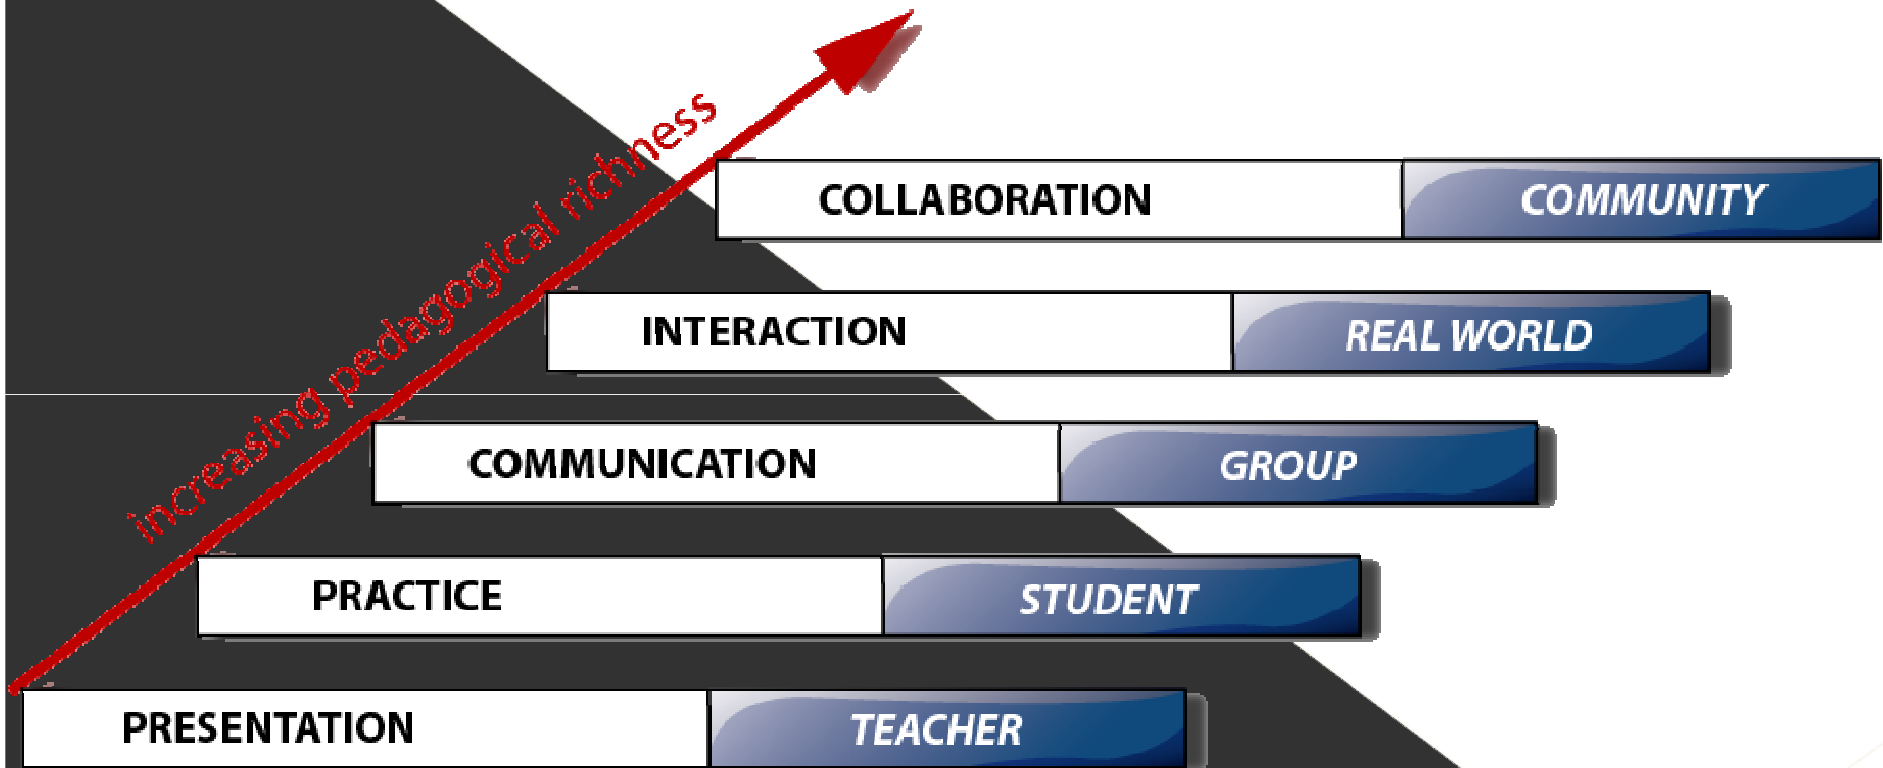 increasing pedagogical richness
COLLABORATION COMMUNITY
INTERACTION REAL WORLD
COMMUNICATION GROUP
PRACTICE STUDENT
PRESENTATION TEACHER